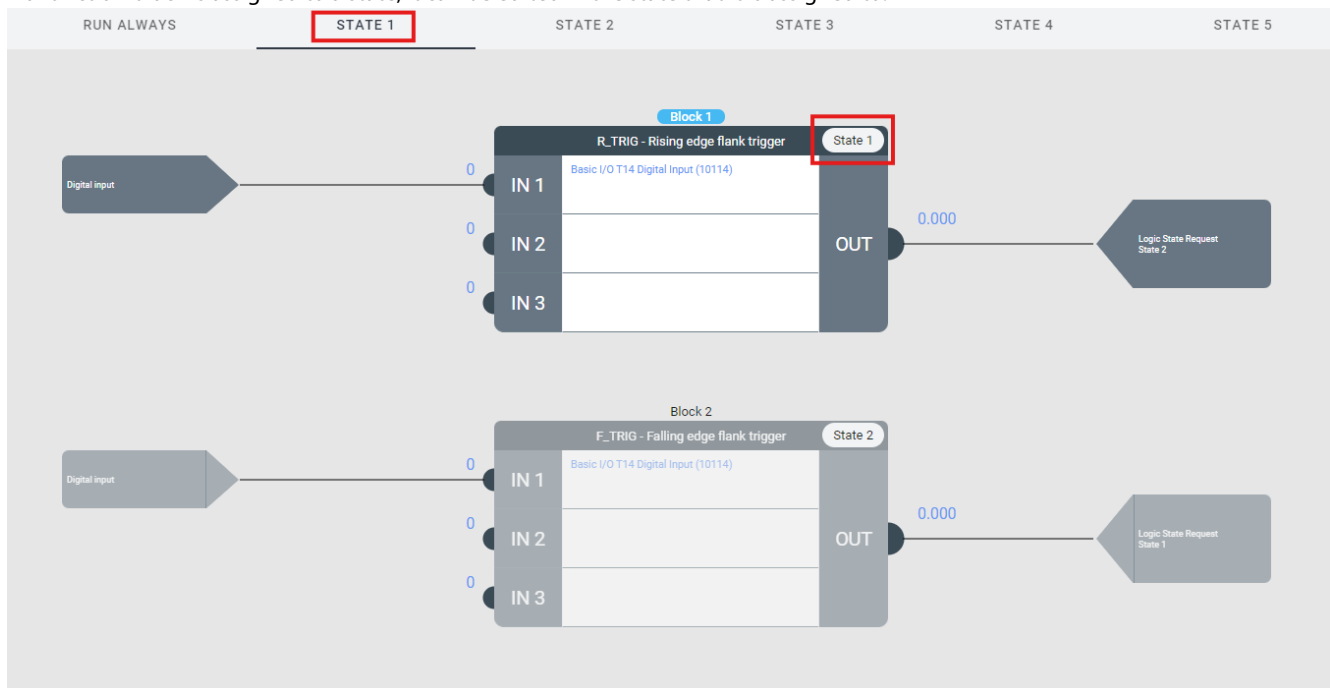 RUN ALWAYS STATE 1 STATE 2 STATE 3 STATE 4 STATE 5
Block 1
R_TRIG - Rising edge flank trigger State 1
Digital input
0
IN 1
Basic I/O T14 Digital Input (10114)
0
IN 2
0
IN 3
OUT
0.000
Logic State Request
State 2
Block 2
F_TRIG - Falling edge flank trigger State 2
Digital input
0
IN 1
Basic I/O T14 Digital Input (10114)
0
IN 2
0
IN 3
OUT
0.000
Logic State Request
State 1